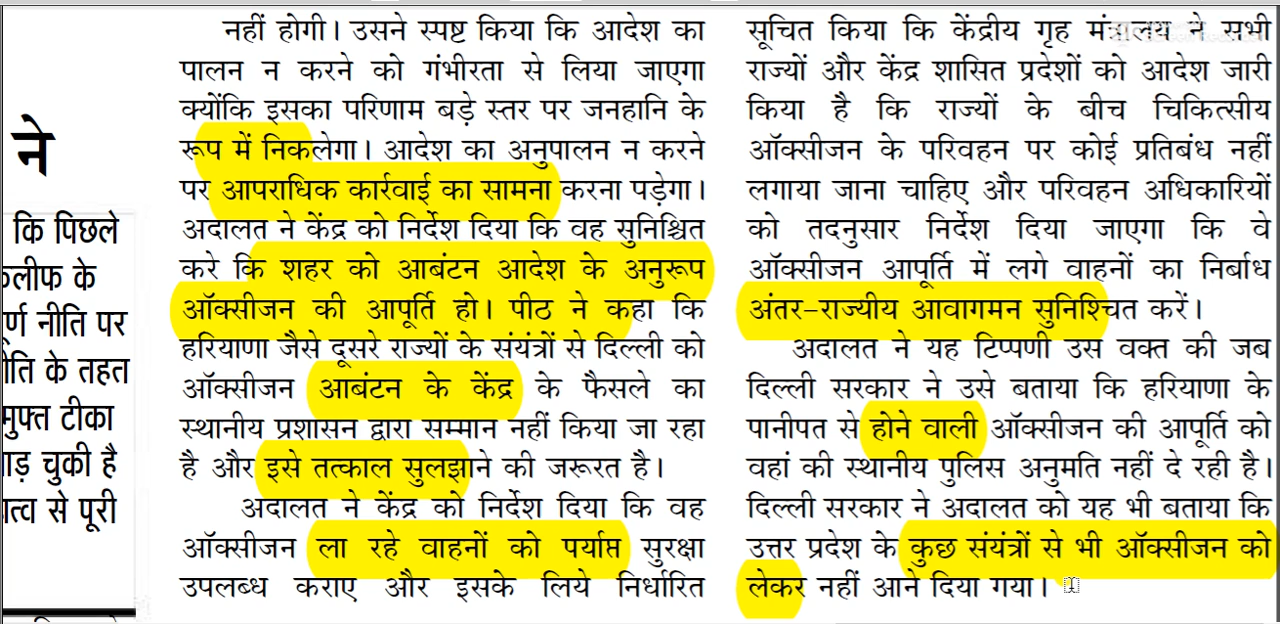 ने
कि पिछले
के
नीति पर
के तहत
मुफ्त टीका
चुकी है
से पूरी
नहीं होगी। उसने स्पष्ट किया कि आदेश का
पालन न करने को गंभीरता से लिया जाएगा
क्योंकि इसका परिणाम बड़े स्तर पर जनहानि के
रूप में निकलेगा। आदेश का अनुपालन न करने
पर आपराधिक कार्रवाई का सामना करना पड़ेगा।
अदालत ने केंद्र को निर्देश दिया कि वह सुनिश्चित
करे कि शहर को आबंटन आदेश के अनुरूप
ऑक्सीजन की आपूर्ति हो। पीठ ने कहा कि
हरियाणा जैसे दूसरे राज्यों के संयंत्रों से दिल्ली को
ऑक्सीजन आबंटन के केंद्र के फैसले का
स्थानीय प्रशासन द्वारा सम्मान नहीं किया जा रहा
है और इसे तत्काल सुलझाने की जरूरत है।
अदालत ने केंद्र को निर्देश दिया कि वह
ऑक्सीजन ला रहे वाहनों को पर्याप्त सुरक्षा
उपलब्ध कराए और इसके लिये निर्धारित
सूचित किया कि केंद्रीय गृह मंत्रालय ने सभी
राज्यों और केंद्र शासित प्रदेशों को आदेश जारी
किया है कि राज्यों के बीच चिकित्सीय
ऑक्सीजन के परिवहन पर कोई प्रतिबंध नहीं
लगाया जाना चाहिए और परिवहन अधिकारियों
को तदनुसार निर्देश दिया जाएगा कि वे
ऑक्सीजन आपूर्ति में लगे वाहनों का निर्बाध
अंतर-राज्यीय आवागमन सुनिश्चित करें।
अदालत ने यह टिप्पणी उस वक्त की जब
दिल्ली सरकार ने उसे बताया कि हरियाणा के
पानीपत से होने वाली ऑक्सीजन की आपूर्ति को
वहां की स्थानीय पुलिस अनुमति नहीं दे रही है।
दिल्ली सरकार ने अदालत को यह भी बताया कि
उत्तर प्रदेश के कुछ संयंत्रों से भी ऑक्सीजन को
लेकर नहीं आने दिया गया।